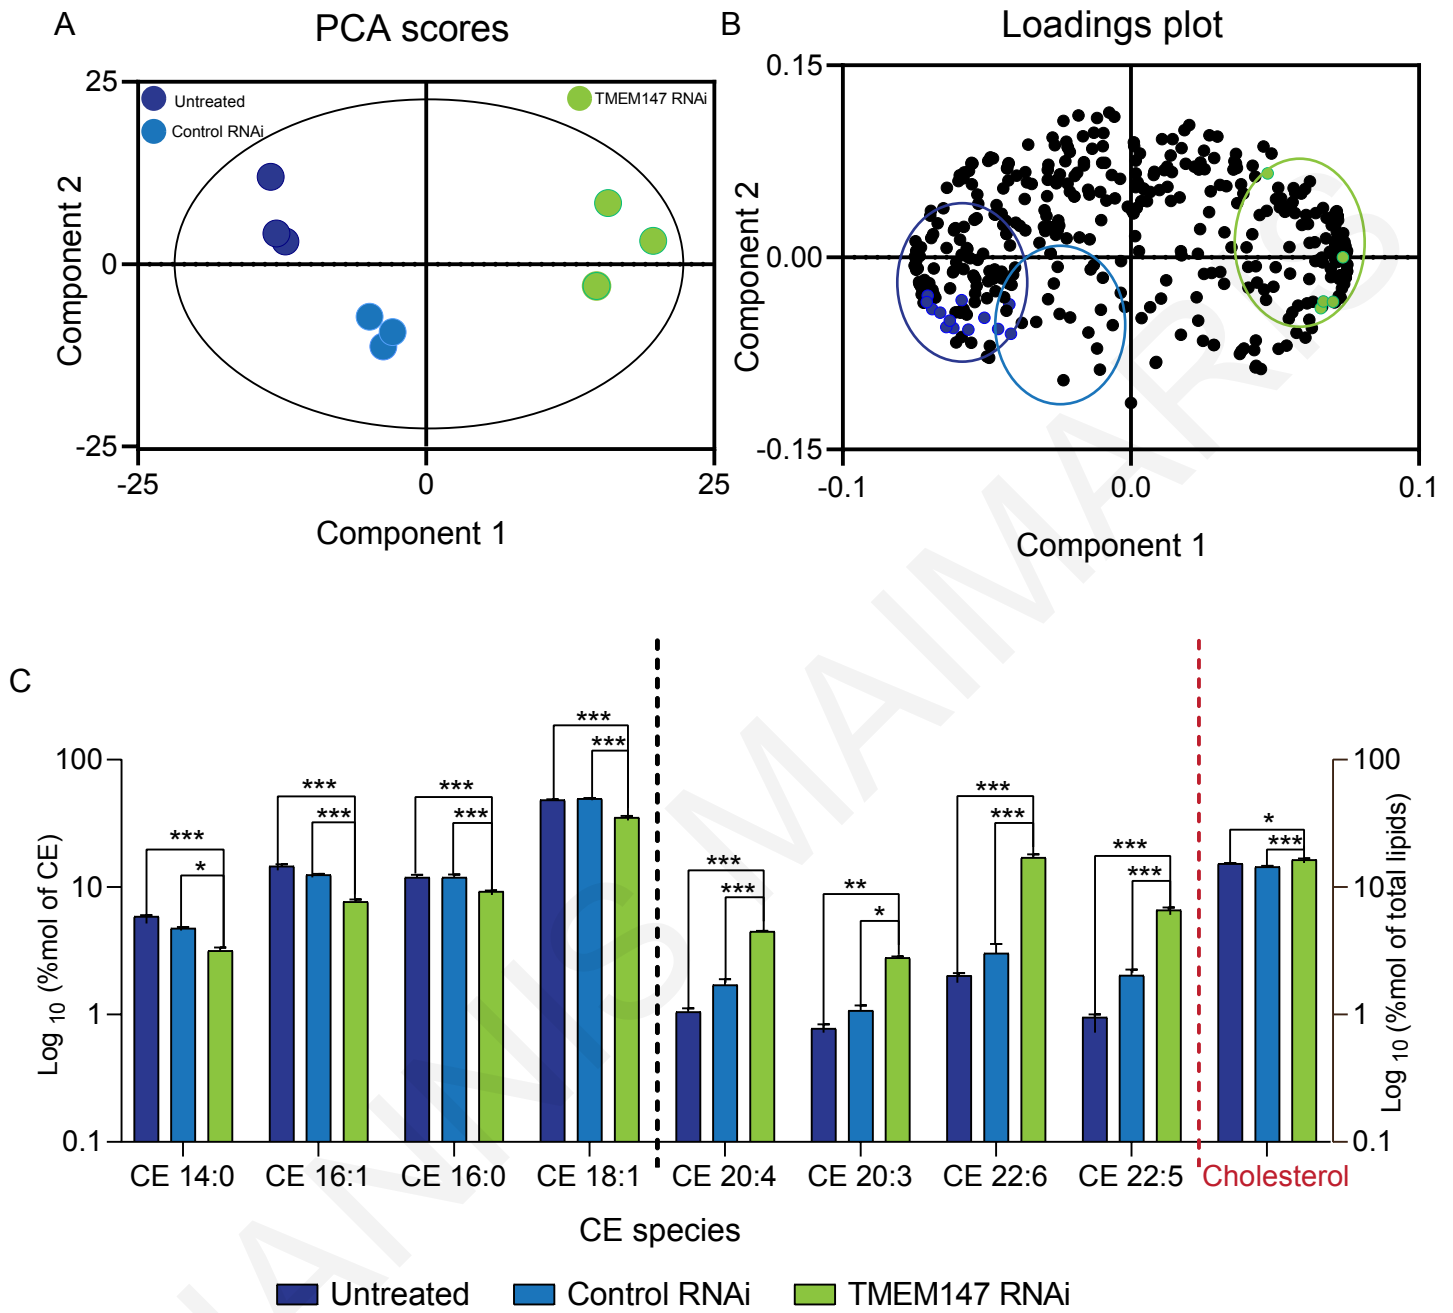 A
PCA scores
B
Loadings plot
25
0
-25
-25
0
25
Component 2
Component 1
Untreated
Control RNAi
TMEM147 RNAi
0.15
0.00
-0.15
-0.1
0.0
0.1
Component 2
Component 1
C
Log 10 (%mol of CE)
100
10
1
0.1
***
*
***
***
***
***
***
***
***
***
**
*
***
***
***
***
*
***
100
10
1
0.1
Log 10 (%mol of total lipids)
CE 14:0
CE 16:1
CE 16:0
CE 18:1
CE 20:4
CE 20:3
CE 22:6
CE 22:5
Cholesterol
CE species
Untreated
Control RNAi
TMEM147 RNAi
ANNIS MAIMARIS